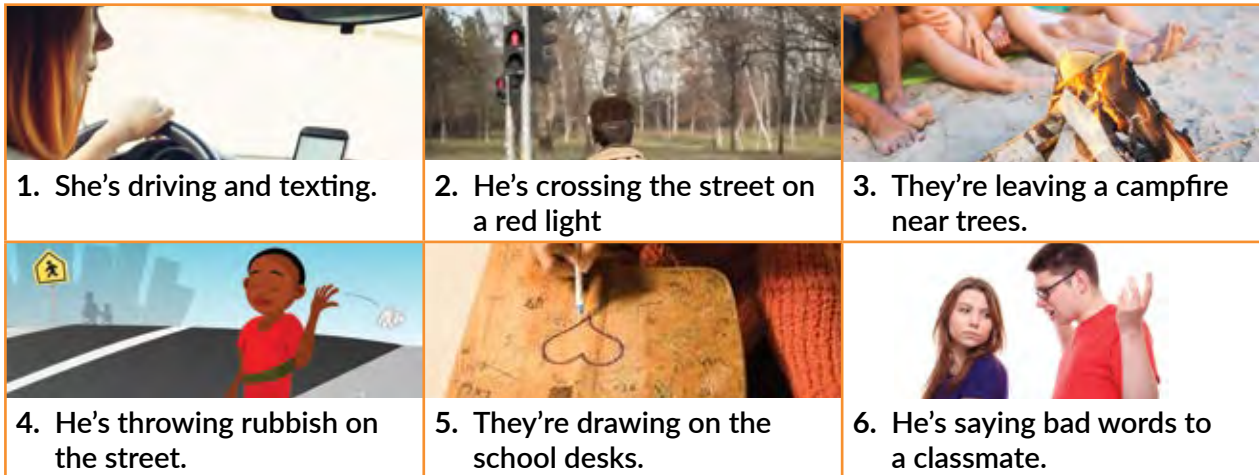 1. She's driving and texting.
2. He's crossing the street on
a red light
3. They're leaving a campfire
near trees.
4. He's throwing rubbish on
the street.
5. They're drawing on the
school desks.
6. He's saying bad words to
a classmate.